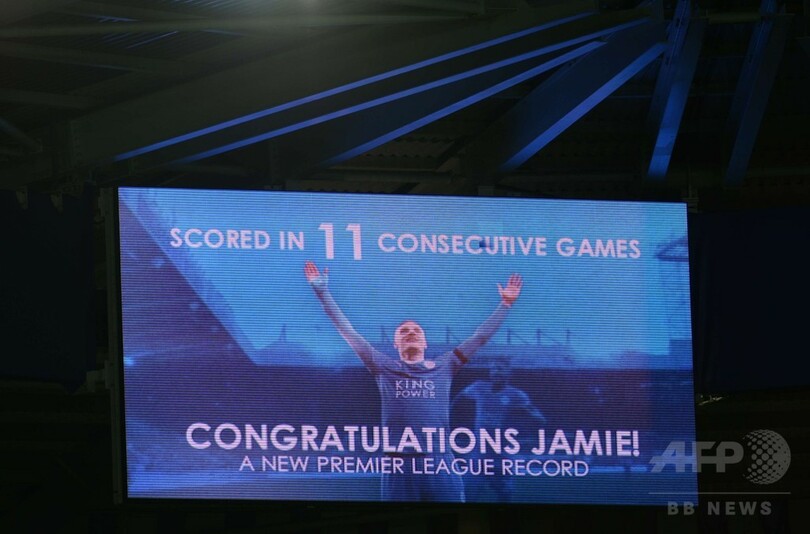 SCORED IN 11 CONSECUTIVE GAMES
KING
POWER
CONGRATULATIONS JAMIE!
A NEW PREMIER LEAGUE RECORD
AFP
BB NEWS